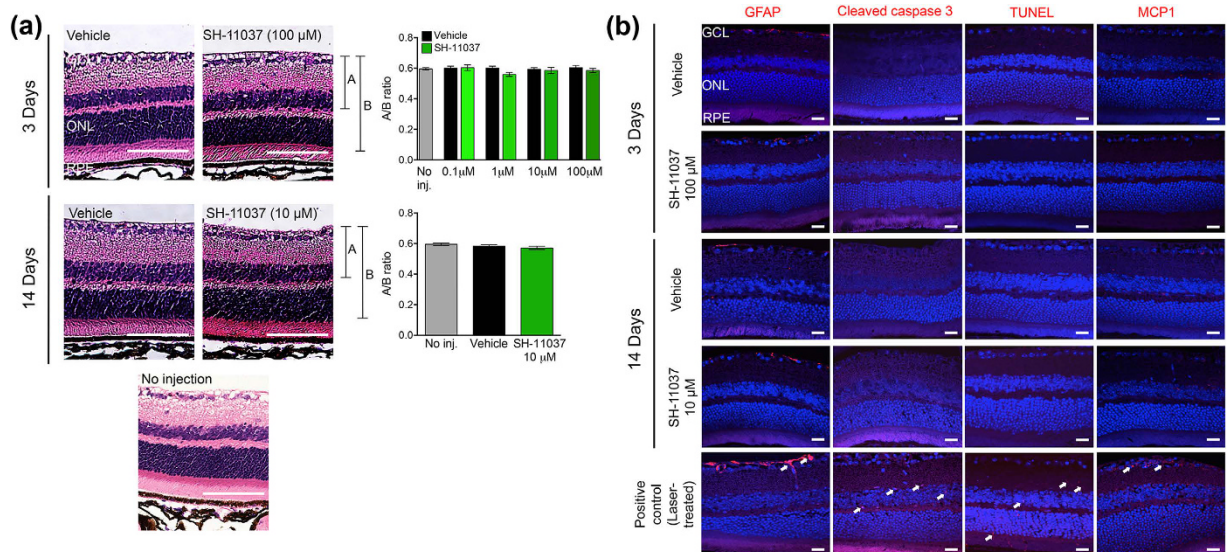 (a)
3 Days
Vehicle
SH-11037 (100 µM)
GCL
ONL
RPE
A
B
Vehicle
SH-11037
A/B ratio
0.8
0.6
0.4
0.2
0.0
No inj.
0.1µM
1µM
10µM
100µM
14 Days
Vehicle
SH-11037 (10 µM)
A
B
A/B ratio
0.8
0.6
0.4
0.2
0.0
No inj.
Vehicle
SH-11037
10 µM
No injection
(b)
GFAP
Cleaved caspase 3
TUNEL
MCP1
3 Days
Vehicle
GCL
ONL
RPE
SH-11037
100 µM
14 Days
Vehicle
SH-11037
10 µM
Positive
control
(Laser-
treated)